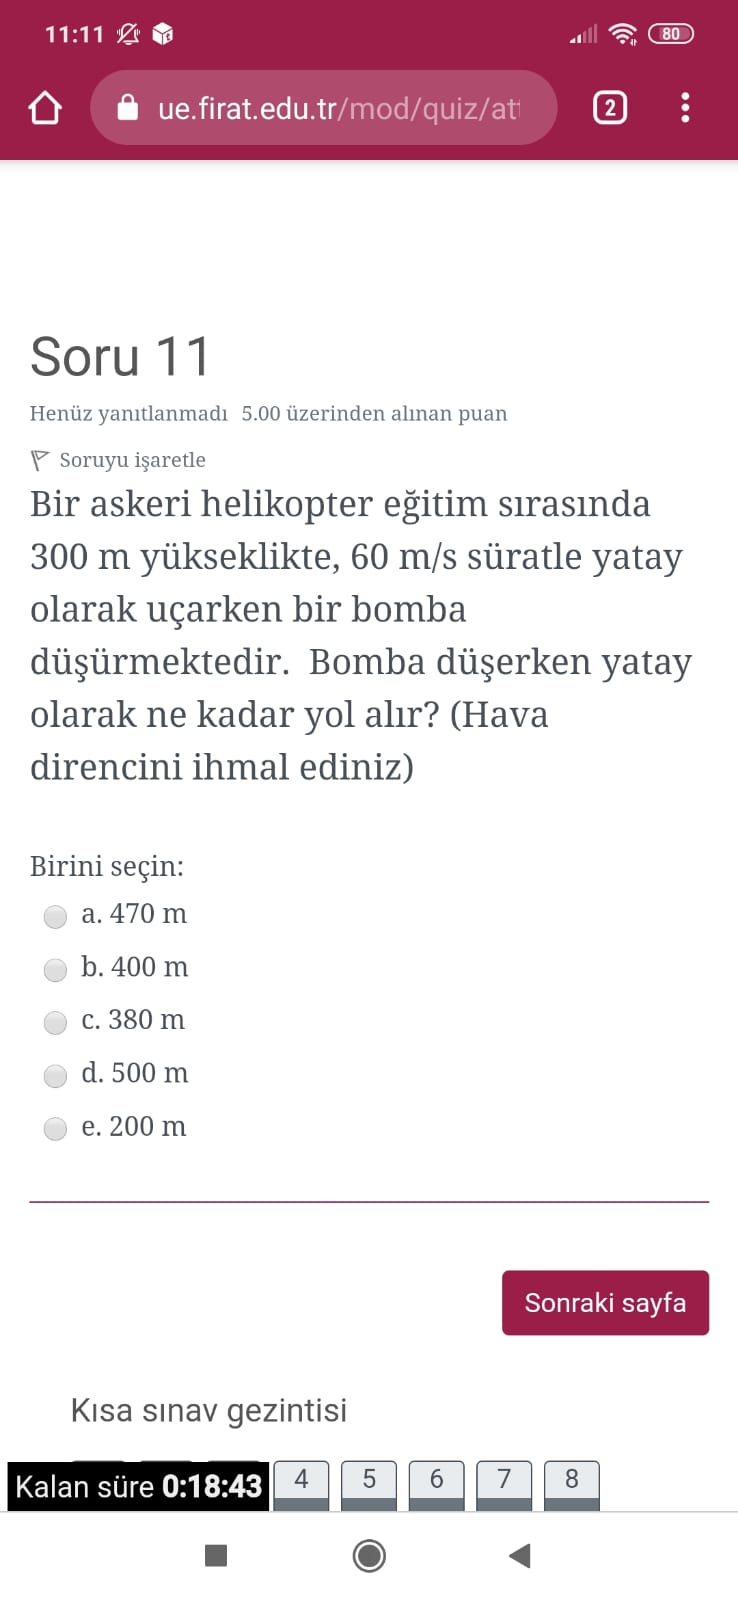 11:11
80
ue.firat.edu.tr/mod/quiz/att
2
Soru 11
Henüz yanıtlanmadı 5.00 üzerinden alınan puan
Soruyu işaretle
Bir askeri helikopter eğitim sırasında
300 m yükseklikte, 60 m/s süratle yatay
olarak uçarken bir bomba
düşürmektedir. Bomba düşerken yatay
olarak ne kadar yol alır? (Hava
direncini ihmal ediniz)
Birini seçin:
a. 470 m
b. 400 m
c. 380 m
d. 500 m
e. 200 m
Sonraki sayfa
Kısa sınav gezintisi
Kalan süre 0:18:43 4 5 6 7 8